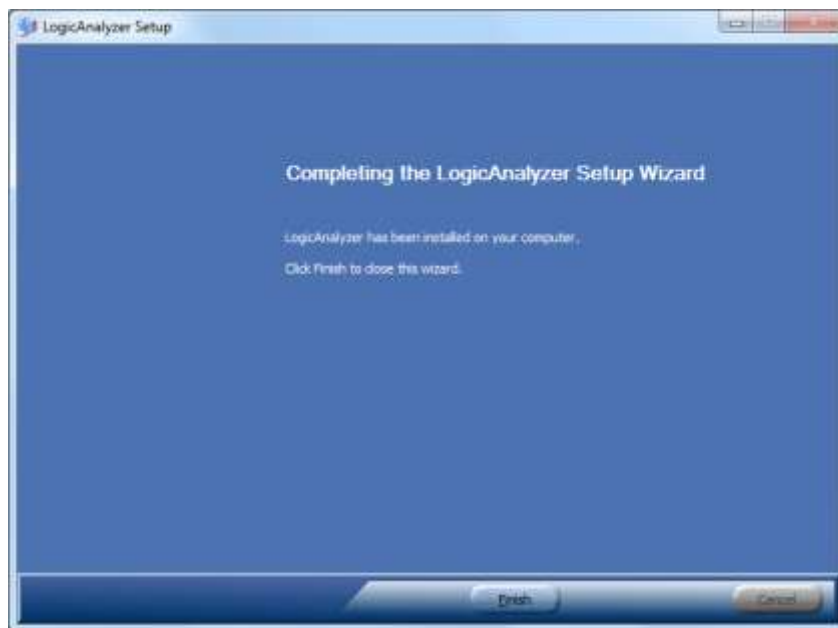 LogicAnalyzer Setup
Completing the LogicAnalyzer Setup Wizard
LogicAnalyzer has been installed on your computer.
Click Finish to close this wizard.
Finish
Cancel